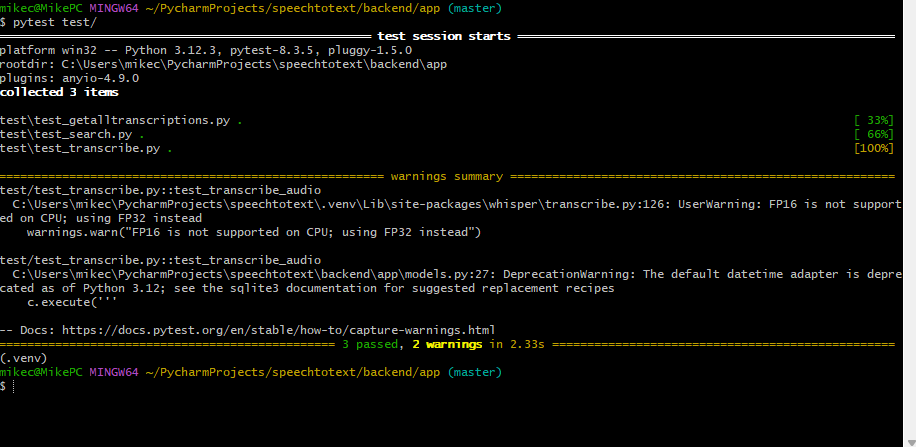 mikec@MikePC MINGW64 ~/PycharmProjects/speechtotext/backend/app (master)
$ pytest test/
============================= test session starts =============================
platform win32 -- Python 3.12.3, pytest-8.3.5, pluggy-1.5.0
rootdir: C:\Users\mikec\PycharmProjects\speechtotext\backend\app
plugins: anyio-4.9.0
collected 3 items
test\test_getalltranscriptions.py . [ 33%]
test\test_search.py . [ 66%]
test\test_transcribe.py . [100%]
============================= warnings summary =============================
test/test_transcribe.py::test_transcribe_audio
C:\Users\mikec\PycharmProjects\speechtotext\.venv\Lib\site-packages\whisper\transcribe.py:126: UserWarning: FP16 is not support
ed on CPU; using FP32 instead
warnings.warn("FP16 is not supported on CPU; using FP32 instead")
test/test_transcribe.py::test_transcribe_audio
C:\Users\mikec\PycharmProjects\speechtotext\backend\app\models.py:27: DeprecationWarning: The default datetime adapter is depre
cated as of Python 3.12; see the sqlite3 documentation for suggested replacement recipes
c.execute('''
-- Docs: https://docs.pytest.org/en/stable/how-to/capture-warnings.html
============================= 3 passed, 2 warnings in 2.33s =============================
(.venv)
mikec@MikePC MINGW64 ~/PycharmProjects/speechtotext/backend/app (master)
$